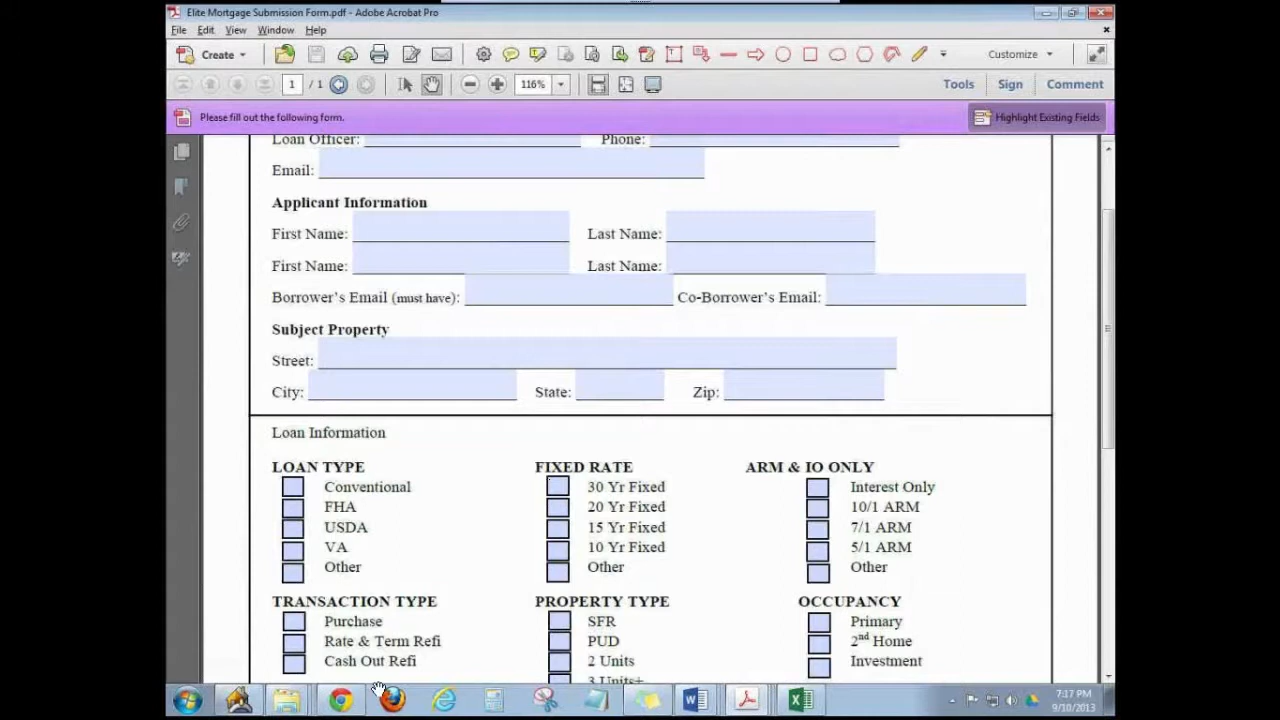 Elite Mortgage Submission Form.pdf - Adobe Acrobat Pro
File Edit View Window Help
Create Customize
1 / 1 116% Tools Sign Comment
Please fill out the following form. Highlight Existing Fields
Loan Officer: Phone:
Email:
Applicant Information
First Name: Last Name:
First Name: Last Name:
Borrower's Email (must have): Co-Borrower's Email:
Subject Property
Street:
City: State: Zip:
Loan Information
LOAN TYPE FIXED RATE ARM & IO ONLY
Conventional 30 Yr Fixed Interest Only
FHA 20 Yr Fixed 10/1 ARM
USDA 15 Yr Fixed 7/1 ARM
VA 10 Yr Fixed 5/1 ARM
Other Other Other
TRANSACTION TYPE PROPERTY TYPE OCCUPANCY
Purchase SFR Primary
Rate & Term Refi PUD 2nd Home
Cash Out Refi 2 Units Investment
3 Units+
7:17 PM
9/10/2013